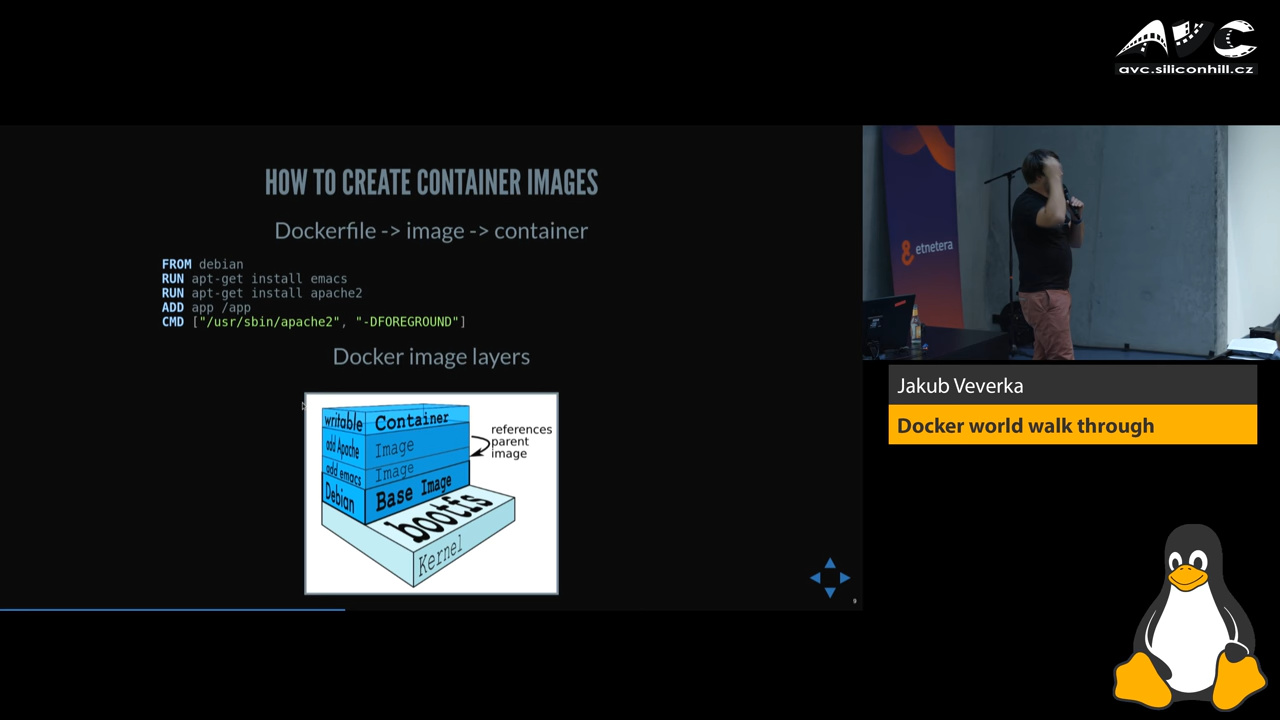 AVC
avc.siliconhill.cz
HOW TO CREATE CONTAINER IMAGES
Dockerfile -> image -> container
FROM debian
RUN apt-get install emacs
RUN apt-get install apache2
ADD app /app
CMD ["/usr/sbin/apache2", "-DFOREGROUND"]
Docker image layers
writable Container
add Apache Image
add emacs Image
Debian Base Image
references
parent
image
bootfs
Kernel
9
etnetera
Jakub Veverka
Docker world walk through